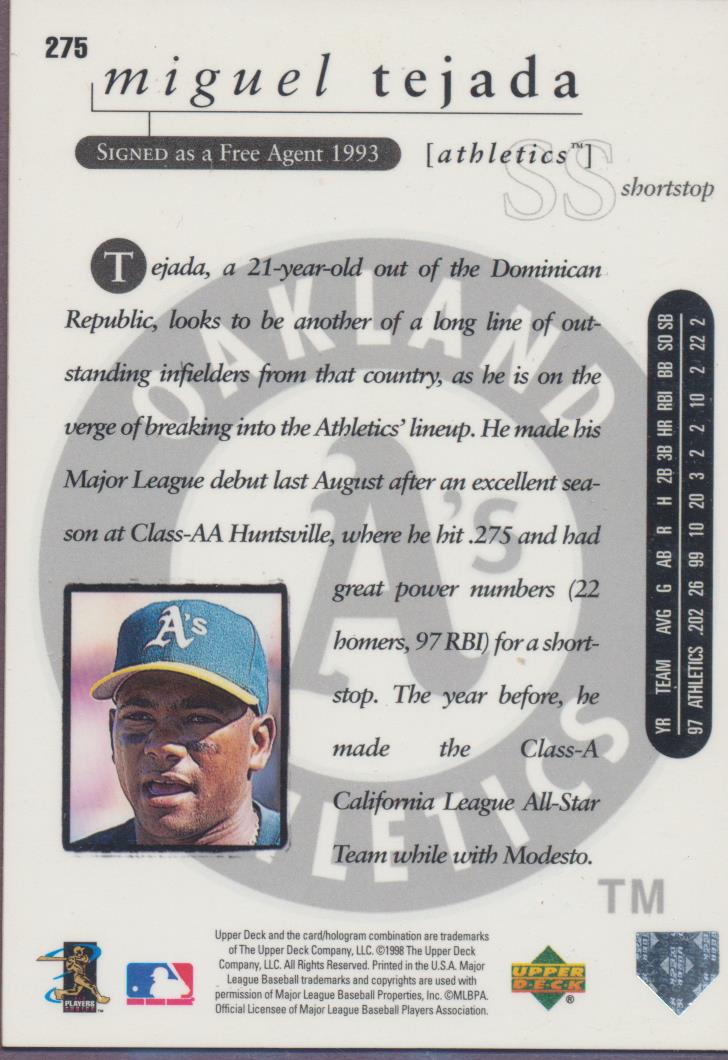 275
miguel tejada
SIGNED as a Free Agent 1993
[athletics™]
SS
shortstop
Tejada, a 21-year-old out of the Dominican
Republic, looks to be another of a long line of out-
standing infielders from that country, as he is on the
verge of breaking into the Athletics' lineup. He made his
Major League debut last August after an excellent sea-
son at Class-AA Huntsville, where he hit .275 and had
great power numbers (22
homers, 97 RBI) for a short-
stop. The year before, he
made the Class-A
California League All-Star
Team while with Modesto.
YR TEAM AVG G AB R H 2B 3B HR RBI BB SO SB
97 ATHLETICS .202 26 99 10 20 3 2 2 10 2 22 2
OAKLAND
A's
ATHLETICS
TM
A's
Upper Deck and the card/hologram combination are trademarks
of The Upper Deck Company, LLC. ©1998 The Upper Deck
Company, LLC. All Rights Reserved. Printed in the U.S.A. Major
League Baseball trademarks and copyrights are used with
permission of Major League Baseball Properties, Inc. ©MLBPA.
Official Licensee of Major League Baseball Players Association.
PLAYERS
CHOICE™
UPPER
DECK®